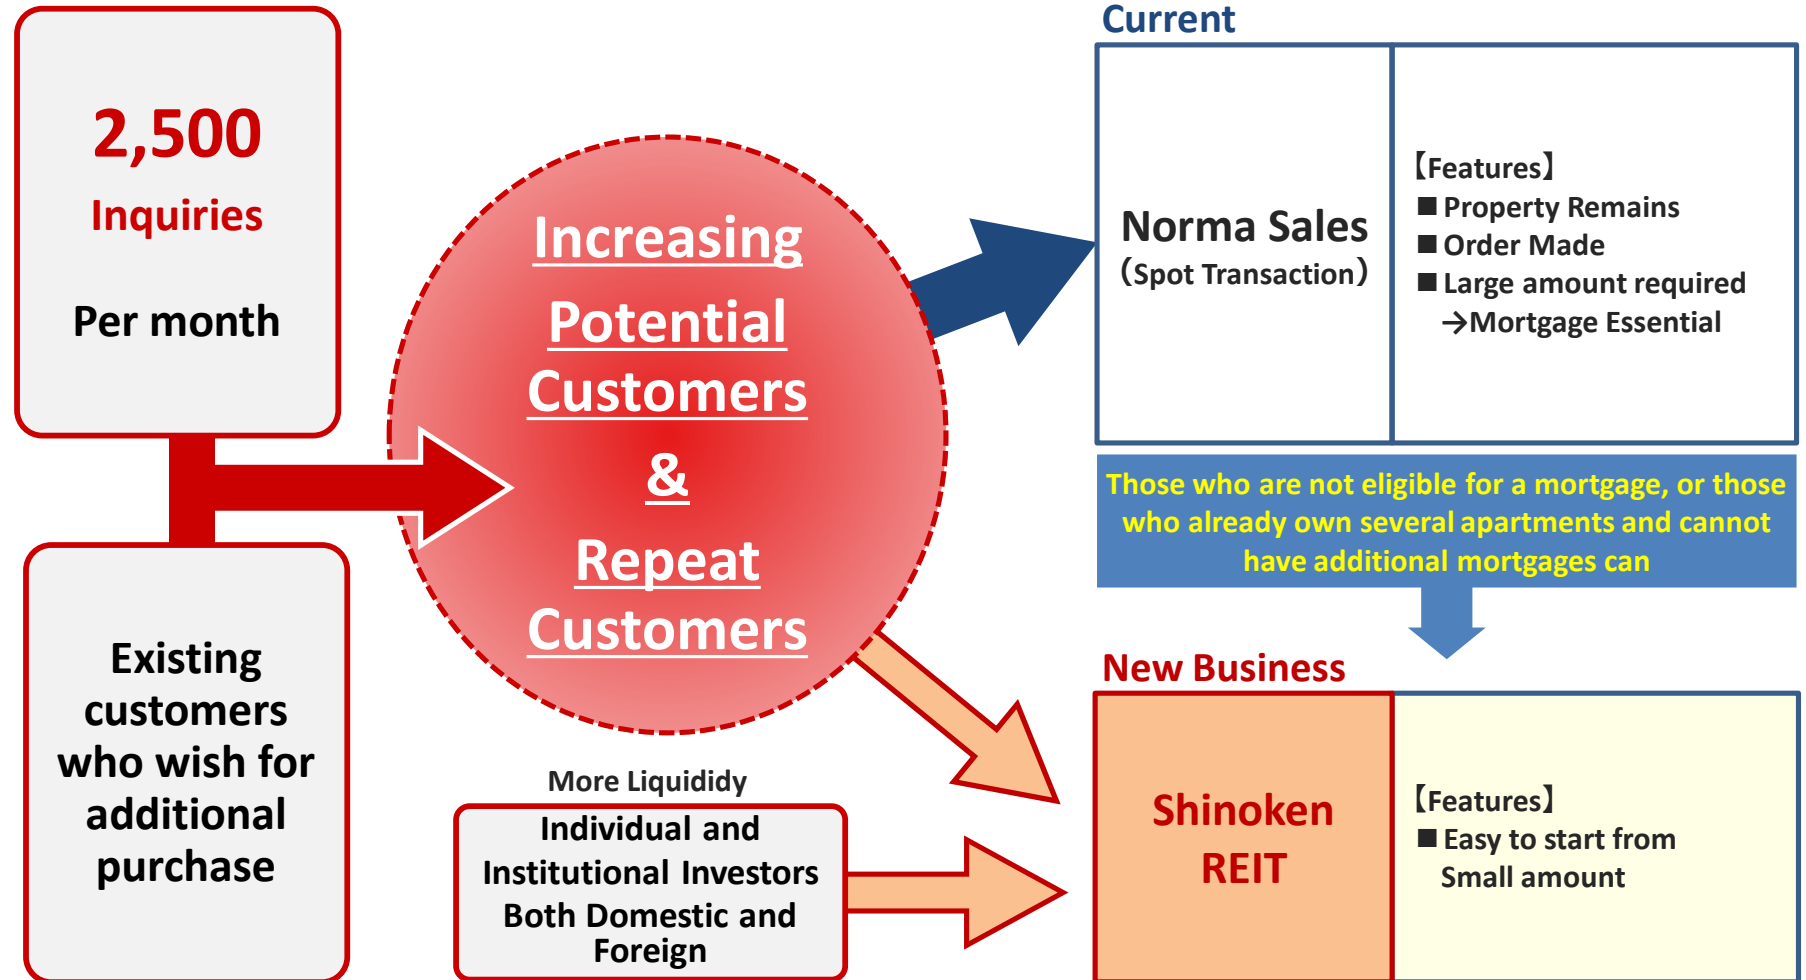 2,500
Inquiries
Per month
Existing
customers
who wish for
additional
purchase
Increasing
Potential
Customers
&
Repeat
Customers
More Liquididy
Individual and
Institutional Investors
Both Domestic and
Foreign
Current
Norma Sales
（Spot Transaction）
【Features】
■ Property Remains
■ Order Made
■ Large amount required
→Mortgage Essential
Those who are not eligible for a mortgage, or those
who already own several apartments and cannot
have additional mortgages can
New Business
Shinoken
REIT
【Features】
■ Easy to start from
Small amount